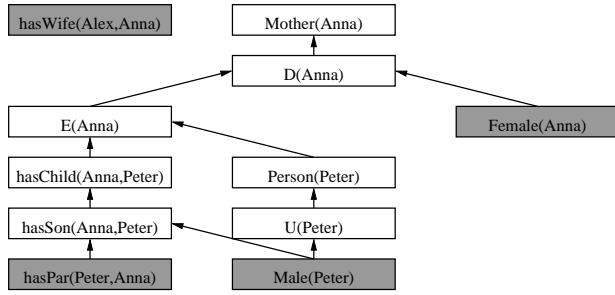 hasWife(Alex,Anna)
Mother(Anna)
D(Anna)
E(Anna)
Female(Anna)
hasChild(Anna,Peter)
Person(Peter)
hasSon(Anna,Peter)
U(Peter)
hasPar(Peter,Anna)
Male(Peter)